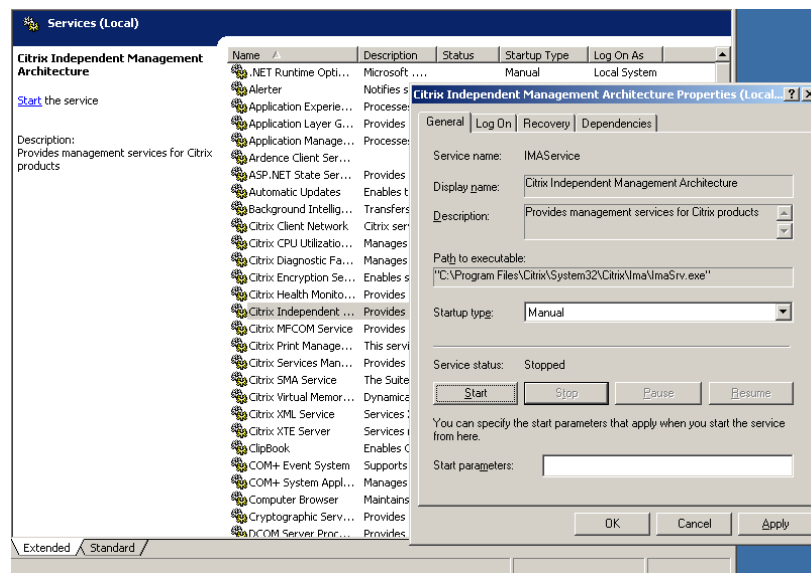 Services (Local)
Citrix Independent Management
Architecture
Start the service
Description:
Provides management services for Citrix
products
Name Description Status Startup Type Log On As
.NET Runtime Opti... Microsoft .... Manual Local System
Alerter Notifies s
Application Experie... Processe
Application Layer G... Provides
Application Manage... Processe
Ardence Client Ser...
ASP.NET State Ser... Provides
Automatic Updates Enables t
Background Intellig... Transfers
Citrix Client Network Citrix ser
Citrix CPU Utilizatio... Manages
Citrix Diagnostic Fa... Manages
Citrix Encryption Se... Enables s
Citrix Health Monito... Provides
Citrix Independent ... Provides
Citrix MFCOM Service Provides
Citrix Print Manage... This servi
Citrix Services Man... Provides
Citrix SMA Service The Suite
Citrix Virtual Memor... Dynamica
Citrix XML Service Services
Citrix XTE Server Services
ClipBook Enables C
COM+ Event System Supports
COM+ System Appl... Manages
Computer Browser Maintains
Cryptographic Serv... Provides
DCOM Server Proc... Provides
Extended Standard
Citrix Independent Management Architecture Properties (Local...
General Log On Recovery Dependencies
Service name: IMAService
Display name: Citrix Independent Management Architecture
Description: Provides management services for Citrix products
Path to executable:
"C:\Program Files\Citrix\System32\Citrix\Ima\ImaSrv.exe"
Startup type: Manual
Service status: Stopped
Start Stop Pause Resume
You can specify the start parameters that apply when you start the service
from here.
Start parameters:
OK Cancel Apply